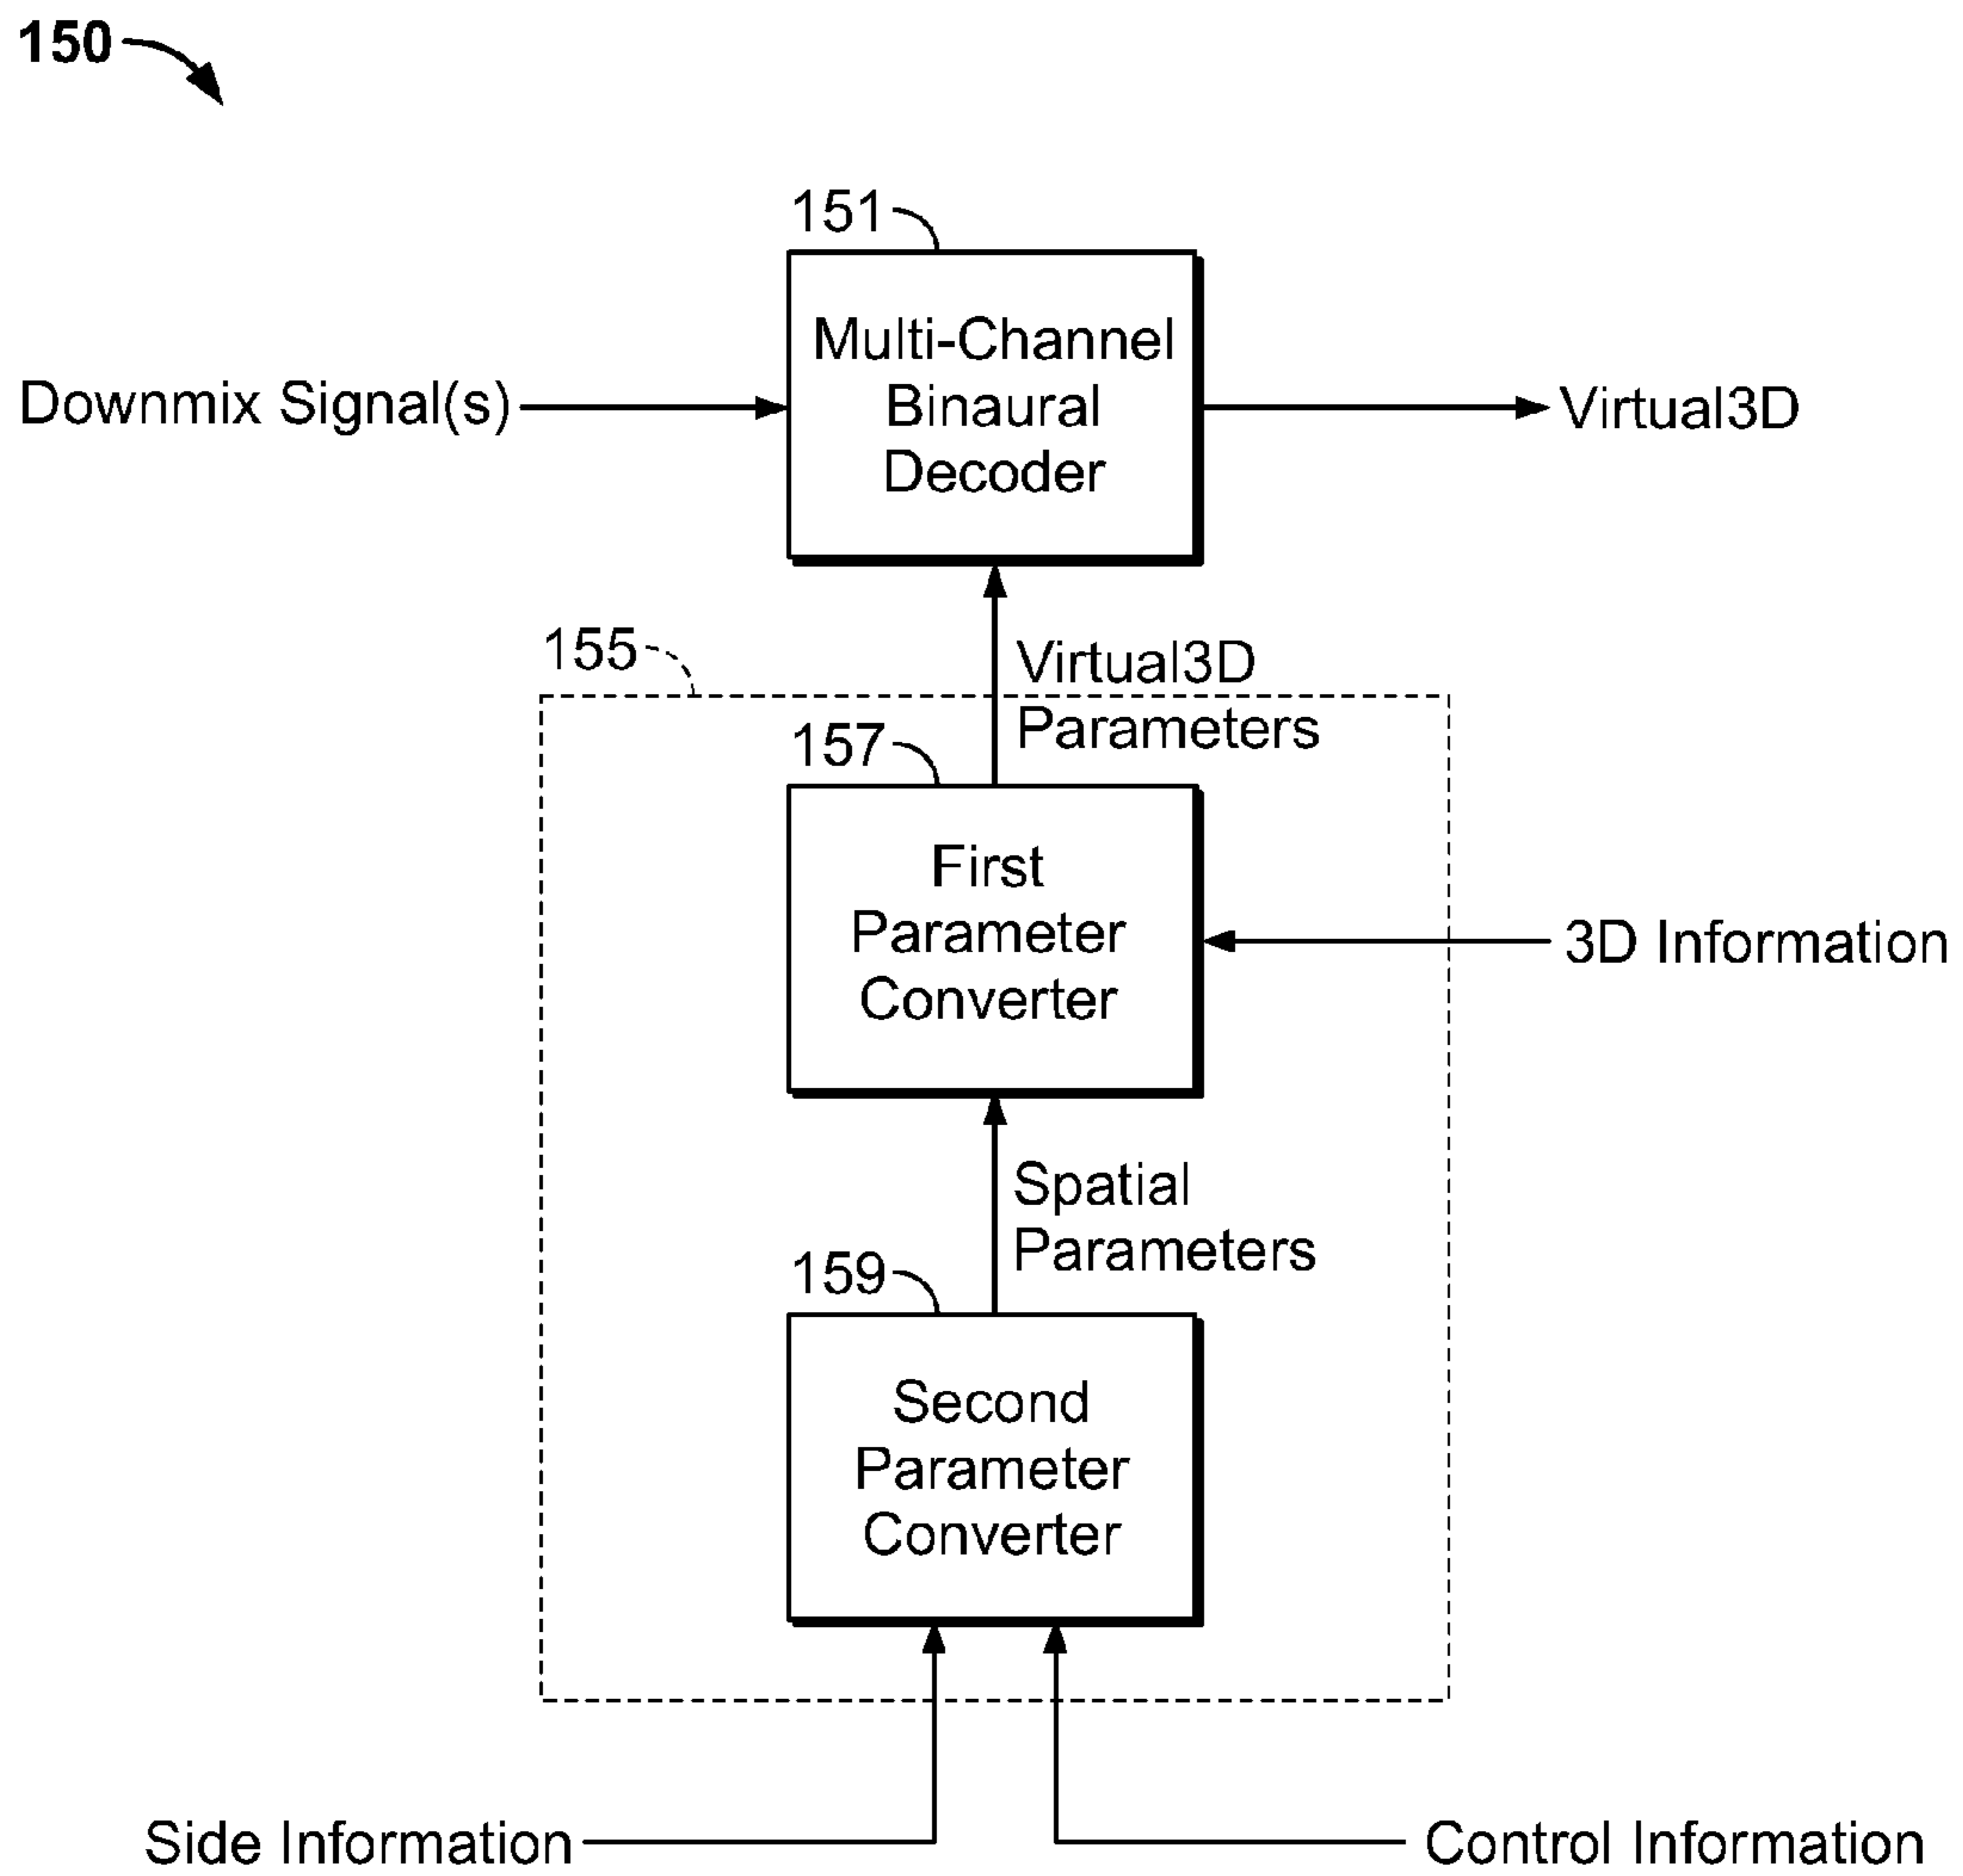 150
151
Multi-Channel
Binaural
Decoder
Downmix Signal(s)
Virtual3D
155
Virtual3D
Parameters
157
First
Parameter
Converter
3D Information
Spatial
Parameters
159
Second
Parameter
Converter
Side Information
Control Information